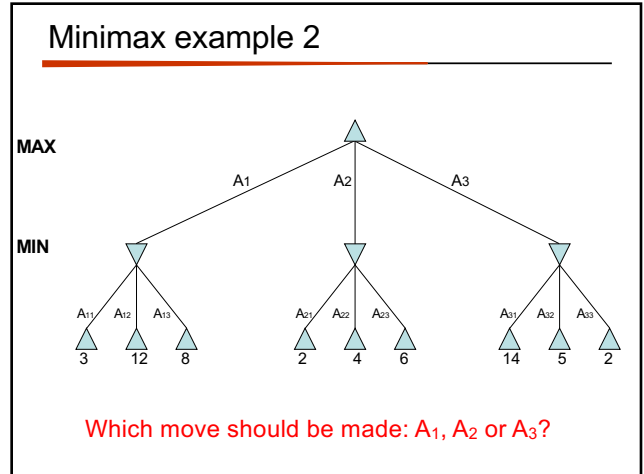 Minimax example 2
MAX
A1 A2 A3
MIN
A11 A12 A13 A21 A22 A23 A31 A32 A33
3 12 8 2 4 6 14 5 2
Which move should be made: A1, A2 or A3?